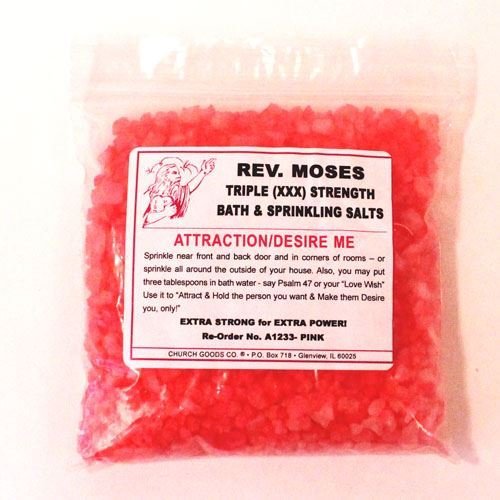 REV. MOSES
TRIPLE (XXX) STRENGTH
BATH & SPRINKLING SALTS
ATTRACTION/DESIRE ME
Sprinkle near front and back door and in corners of rooms – or
sprinkle all around the outside of your house. Also, you may put
three tablespoons in bath water - say Psalm 47 or your “Love Wish”
Use it to “Attract & Hold the person you want & Make them Desire
you, only!”
EXTRA STRONG for EXTRA POWER!
Re-Order No. A1233- PINK
CHURCH GOODS CO. ® • P.O. Box 718 • Glenview, IL 60025